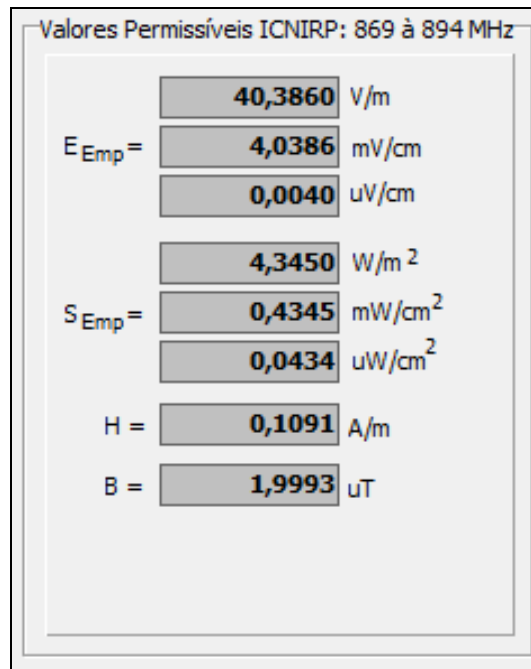 Valores Permissíveis ICNIRP: 869 à 894 MHz
40,3860 V/m
E Emp = 4,0386 mV/cm
0,0040 uV/cm
4,3450 W/m 2
S Emp = 0,4345 mW/cm2
0,0434 uW/cm2
H = 0,1091 A/m
B = 1,9993 uT